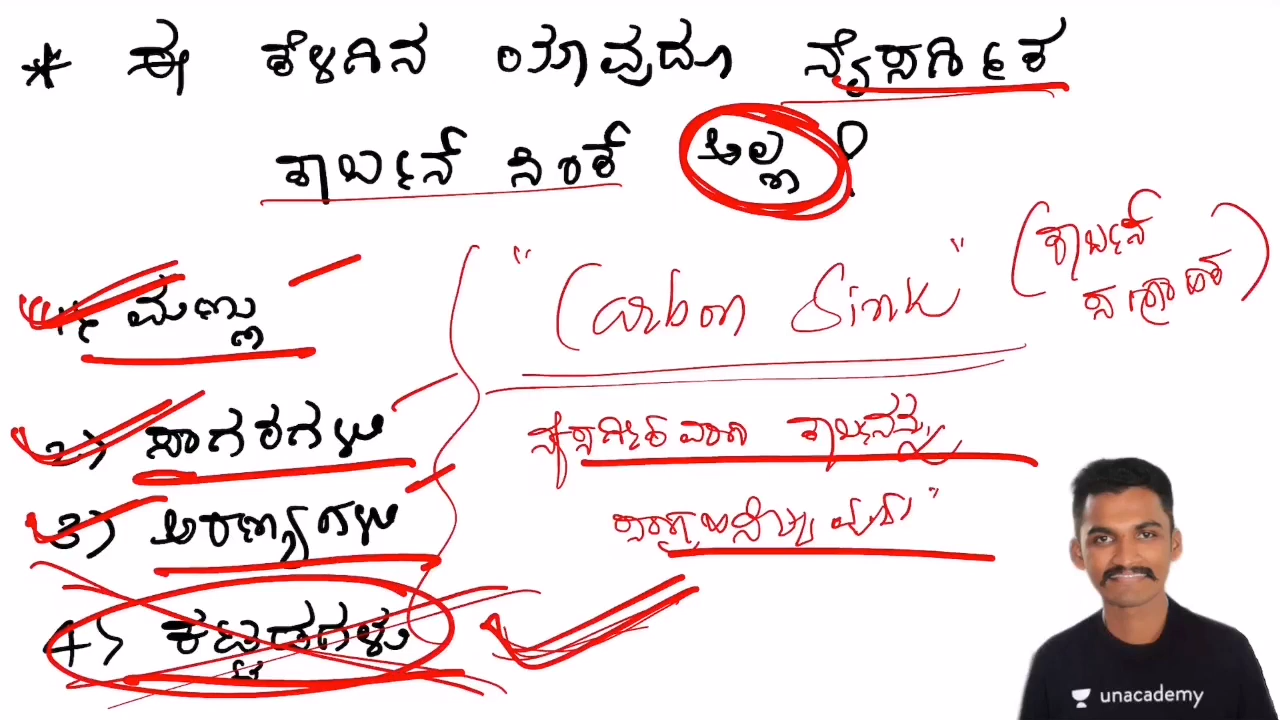 * ಈ ಕೆಳಗಿನ ಯಾವುದೂ ನೈಸರ್ಗಿಕ
ಕಾರ್ಬನ್ ಸಿಂಕ್ ಅಲ್ಲ ?
1) ಮಣ್ಣು
2) ಸಾಗರಗಳು
3) ಅರಣ್ಯಗಳು
4) ಕಟ್ಟಡಗಳು
"Carbon Sink"
(ಕಾರ್ಬನ್
ನೈಸರ್ಗಿಕವಾಗಿ ಕಾರ್ಬನನ್ನು
unacademy